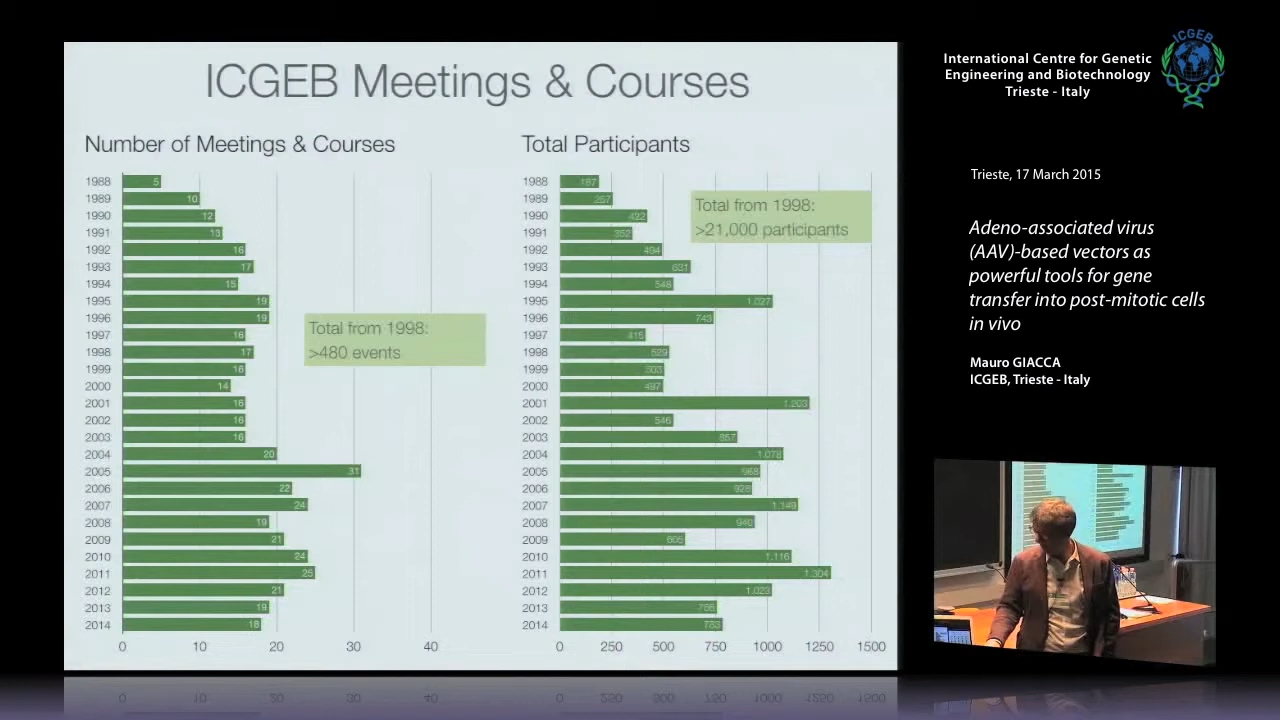 ICGEB Meetings & Courses
Number of Meetings & Courses
1988 5
1989 10
1990 12
1991 13
1992 16
1993 17
1994 15
1995 19
1996 19
1997 16
1998 17
1999 16
2000 14
2001 16
2002 16
2003 16
2004 20
2005 31
2006 22
2007 24
2008 19
2009 21
2010 24
2011 25
2012 21
2013 19
2014 18
0 10 20 30 40
Total from 1998:
>480 events
Total Participants
1988 187
1989 257
1990 422
1991 352
1992 494
1993 631
1994 548
1995 1.027
1996 743
1997 415
1998 529
1999 503
2000 497
2001 1.203
2002 546
2003 857
2004 1.078
2005 968
2006 928
2007 1.149
2008 940
2009 605
2010 1.116
2011 1.304
2012 1.023
2013
2014 783
0 250 500 750 1000 1250 1500
Total from 1998:
>21,000 participants
International Centre for Genetic
Engineering and Biotechnology
Trieste - Italy
ICGEB
Trieste, 17 March 2015
Adeno-associated virus
(AAV)-based vectors as
powerful tools for gene
transfer into post-mitotic cells
in vivo
Mauro GIACCA
ICGEB, Trieste - Italy